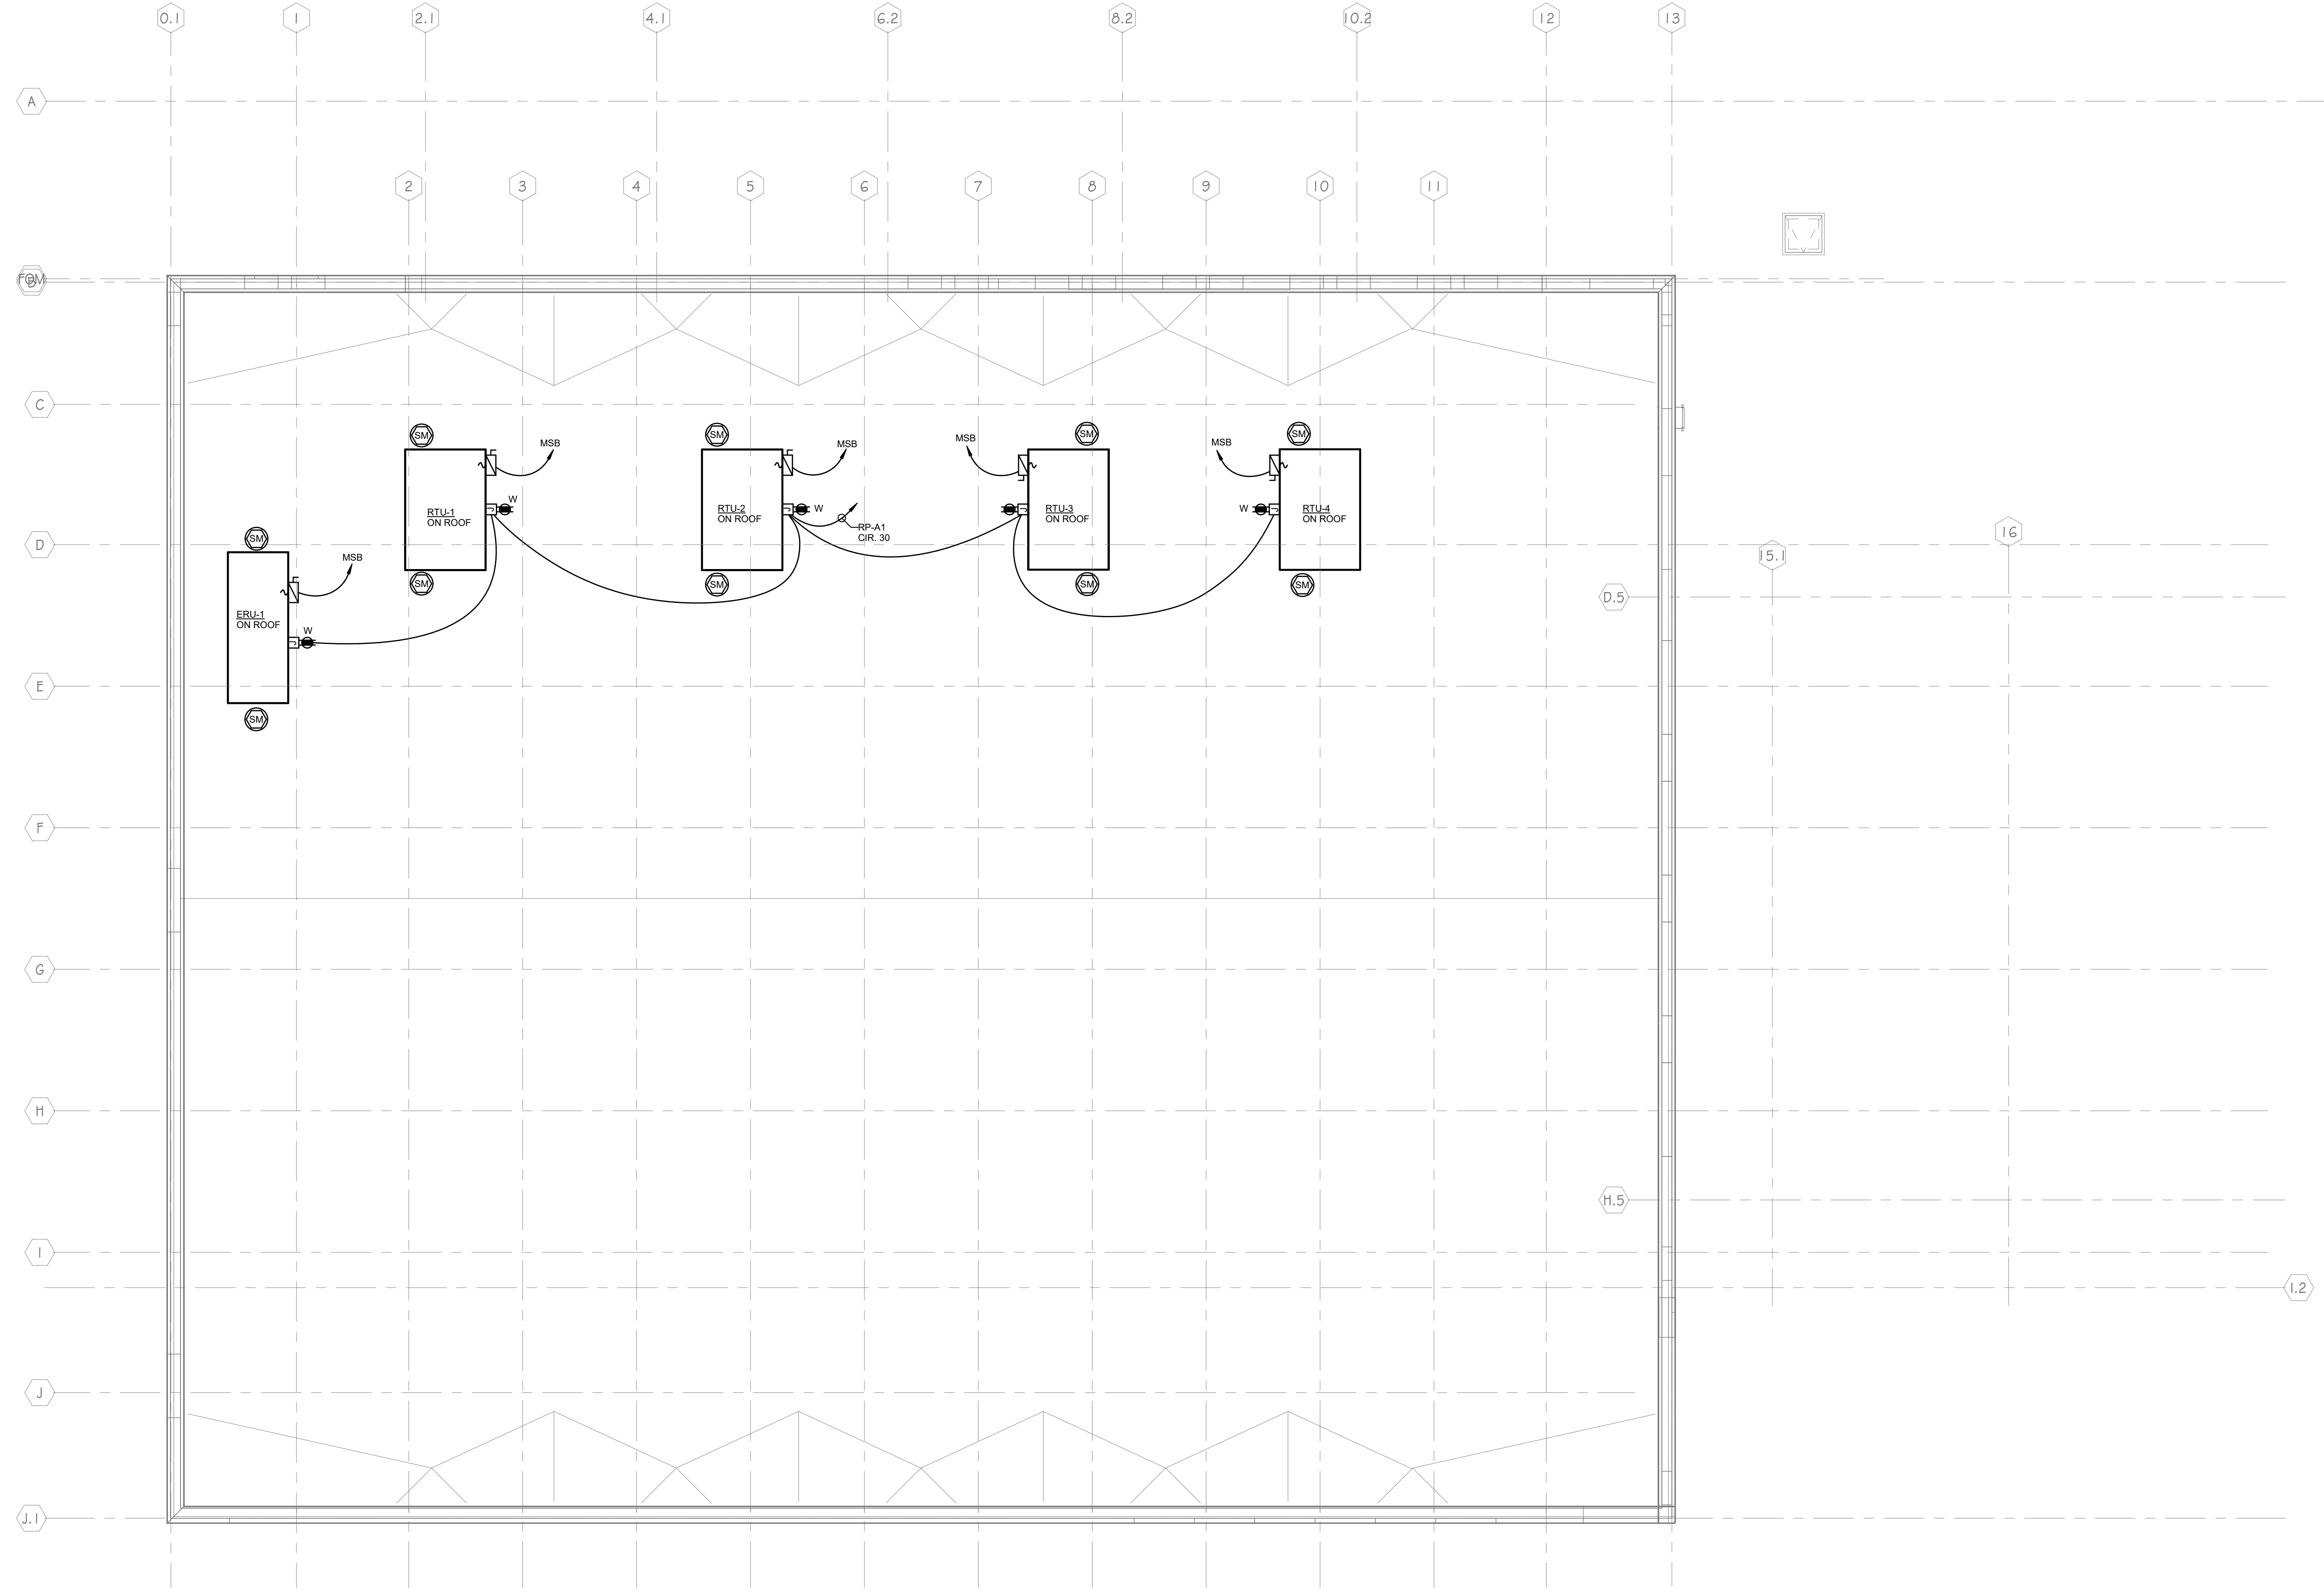 0.1 1 2.1 4.1 6.2 8.2 10.2 12 13
A
2 3 4 5 6 7 8 9 10 11
FOM
B
C
SM SM SM SM
MSB MSB MSB MSB
RTU-1
ON ROOF
W
RTU-2
ON ROOF
W
RTU-3
ON ROOF
W
RTU-4
ON ROOF
J J J J
RP-A1
CIR. 30
16
D
SM
15.1
MSB
SM SM SM SM
D.5
ERU-1
ON ROOF
W
J
E
SM
F
G
H
H.5
I
I.2
J
J.1